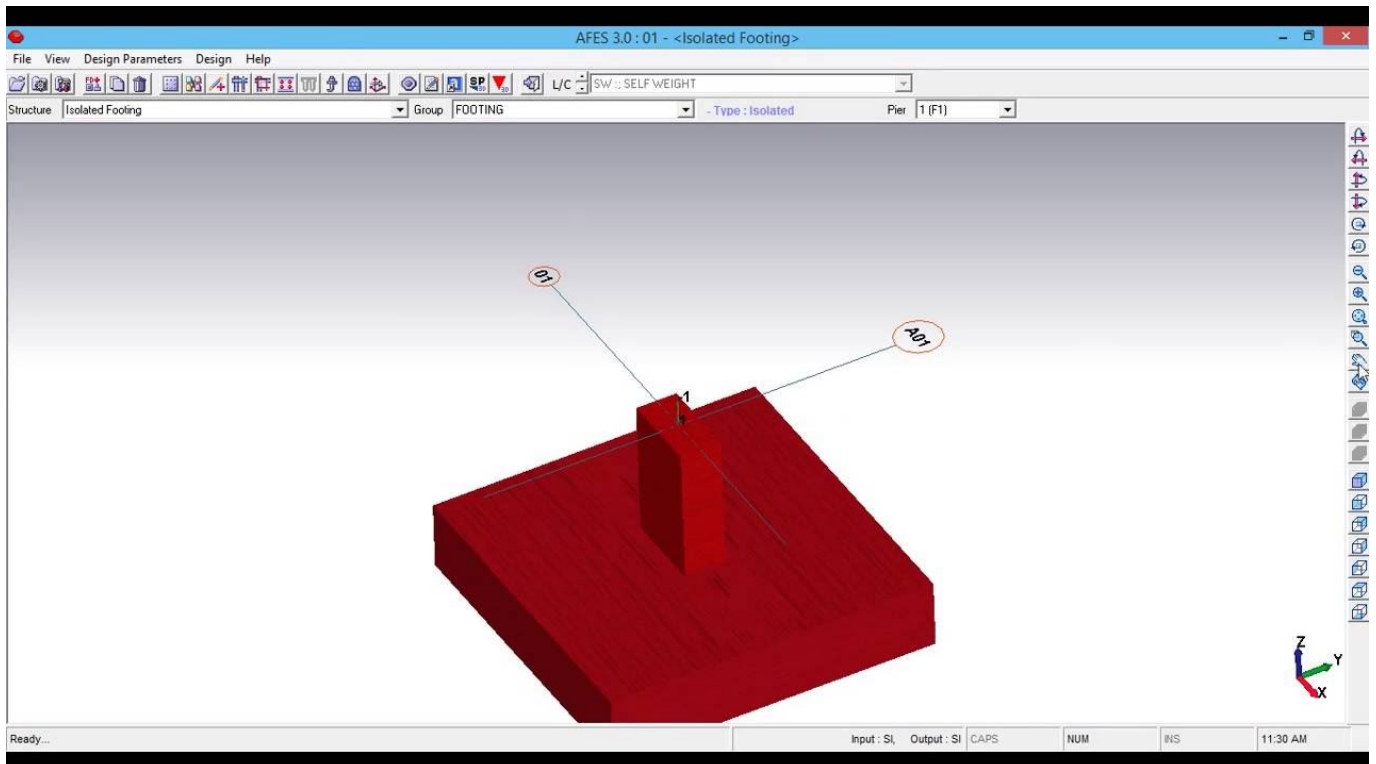 AFES 3.0 : 01 - <Isolated Footing>
File View Design Parameters Design Help
SP L/C SW :: SELF WEIGHT
Structure Isolated Footing Group FOOTING - Type : Isolated Pier 1 (F1)
01
A01
1
Z
Y
X
Ready... Input : SI, Output : SI CAPS NUM INS 11:30 AM